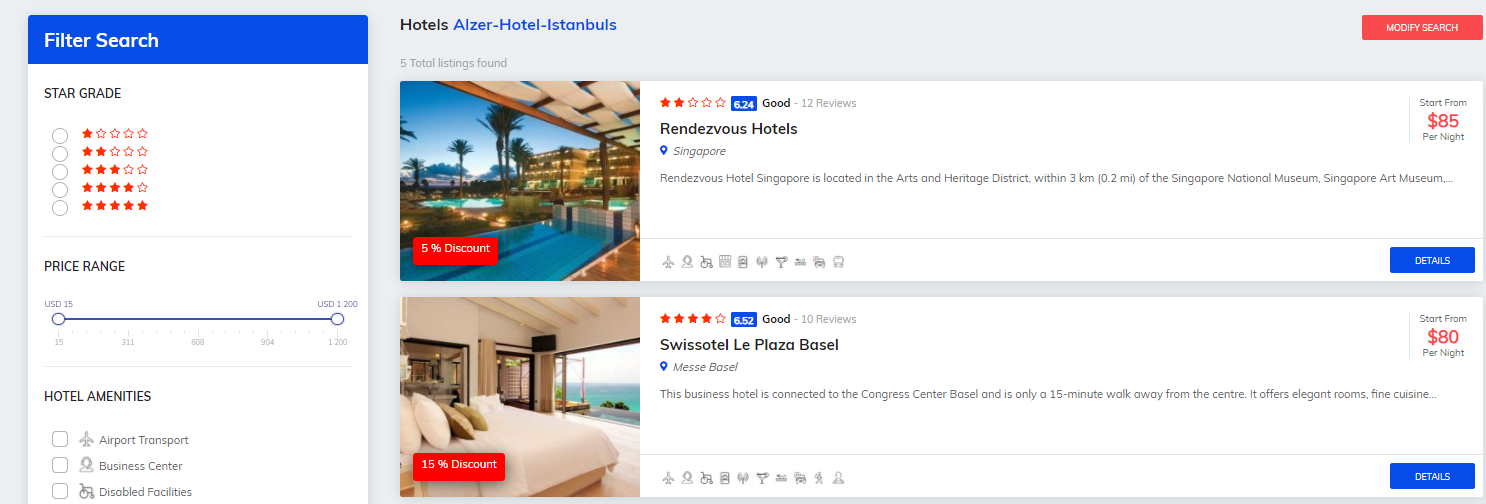 Filter Search
STAR GRADE
PRICE RANGE
USD 15 USD 1 200
15 311 608 904 1 200
HOTEL AMENITIES
Airport Transport
Business Center
Disabled Facilities
Hotels Alzer-Hotel-Istanbuls
MODIFY SEARCH
5 Total listings found
5 % Discount
6.24 Good - 12 Reviews
Rendezvous Hotels
Singapore
Rendezvous Hotel Singapore is located in the Arts and Heritage District, within 3 km (0.2 mi) of the Singapore National Museum, Singapore Art Museum,...
Start From
$85
Per Night
DETAILS
15 % Discount
6.52 Good - 10 Reviews
Swissotel Le Plaza Basel
Messe Basel
This business hotel is connected to the Congress Center Basel and is only a 15-minute walk away from the centre. It offers elegant rooms, fine cuisine...
Start From
$80
Per Night
DETAILS